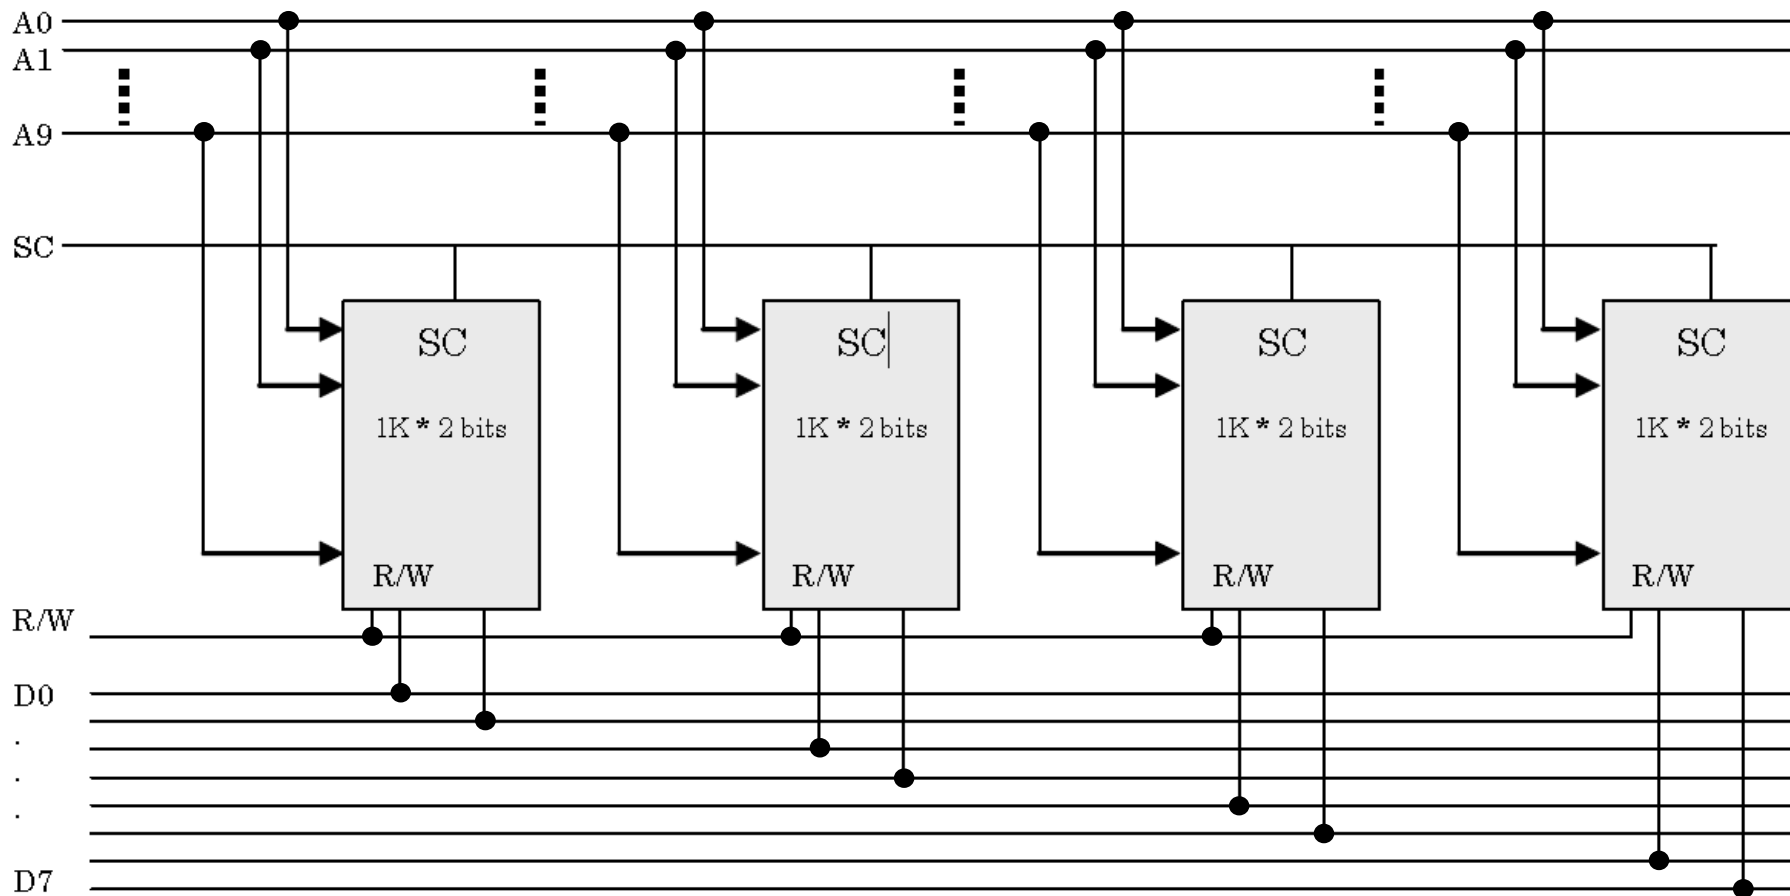 A0
A1
A9
SC
SC SC SC SC
1K * 2 bits 1K * 2 bits 1K * 2 bits 1K * 2 bits
R/W R/W R/W R/W
R/W
D0
.
.
.
D7